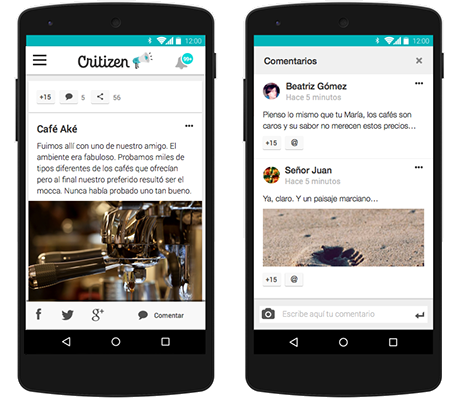 12:00
Critizen
99+
+15 5 56
Café Aké
Fuimos allí con uno de nuestro amigo. El
ambiente era fabuloso. Probamos miles de
tipos diferentes de los cafés que ofrecían
pero al final nuestro preferido resultó ser el
mocca. Nunca habla probado uno tan bueno.
f g+ Comentar
12:00
Comentarios ×
Beatriz Gómez
Hace 5 minutos
Pienso lo mismo que tu María, los cafés son
caros y su sabor no merecen estos precios…
+15 @
Señor Juan
Hace 5 minutos
Ya, claro. Y un paisaje marciano…
+15 @
Escribe aquí tu comentario